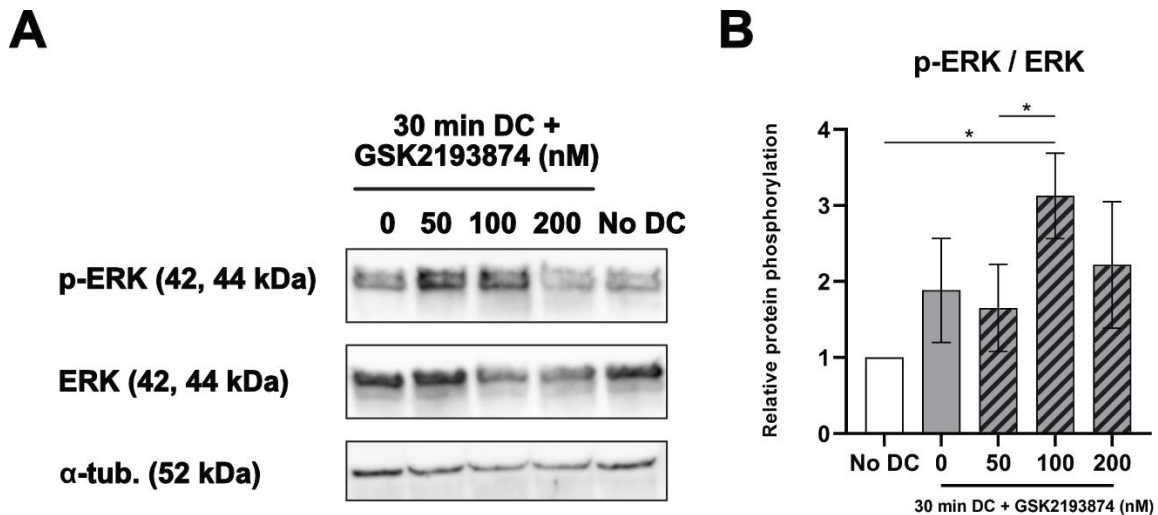 A
30 min DC +
GSK2193874 (nM)
0 50 100 200 No DC
p-ERK (42, 44 kDa)
ERK (42, 44 kDa)
α-tub. (52 kDa)
B
p-ERK / ERK
*
*
Relative protein phosphorylation
4
3
2
1
0
No DC 0 50 100 200
30 min DC + GSK2193874 (nM)